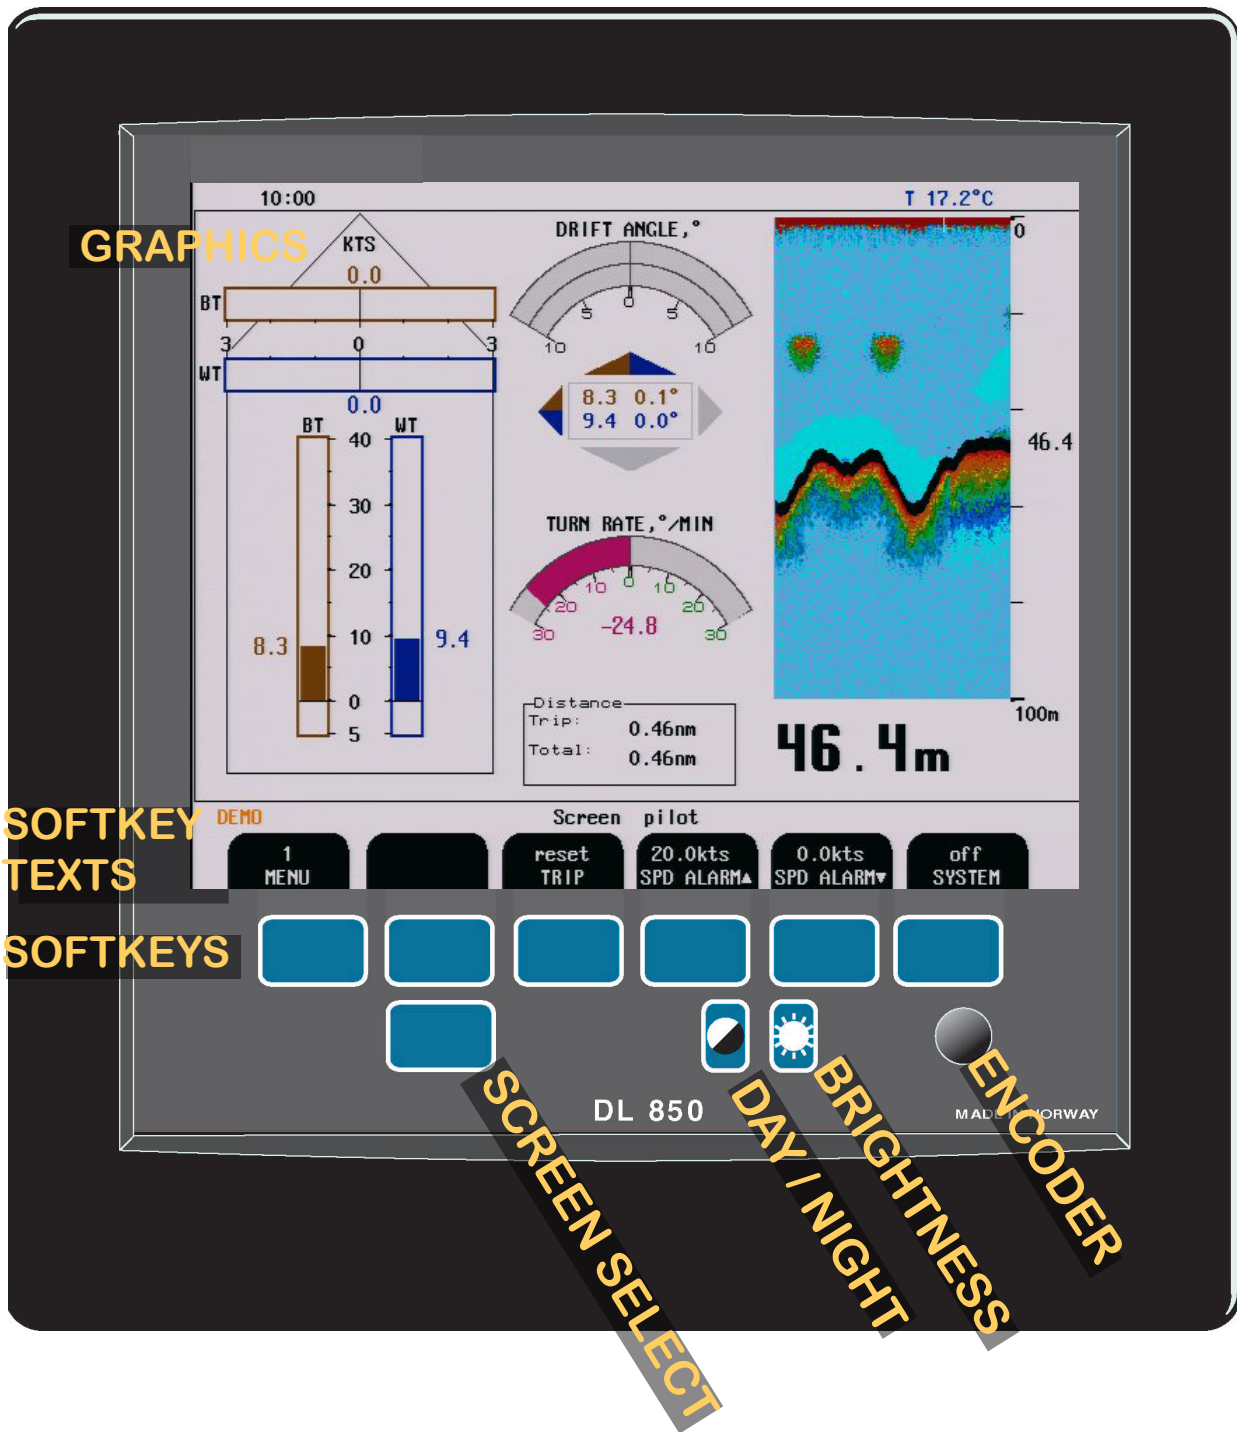 10:00
T 17.2°C
GRAPHICS
KTS
0.0
BT
3 0 3
WT
0.0
BT WT
40
30
20
10
0
5
8.3
9.4
DRIFT ANGLE,°
10 5 0 5 10
8.3 0.1°
9.4 0.0°
TURN RATE,°/MIN
30 20 10 0 10 20 30
-24.8
Distance
Trip: 0.46nm
Total: 0.46nm
0
46.4
100m
46.4m
SOFTKEY
TEXTS
DEMO
Screen pilot
1
MENU
reset
TRIP
20.0kts
SPD ALARM▲
0.0kts
SPD ALARM▼
off
SYSTEM
SOFTKEYS
DL 850
MADE IN NORWAY
SCREEN SELECT
DAY / NIGHT
BRIGHTNESS
ENCODER